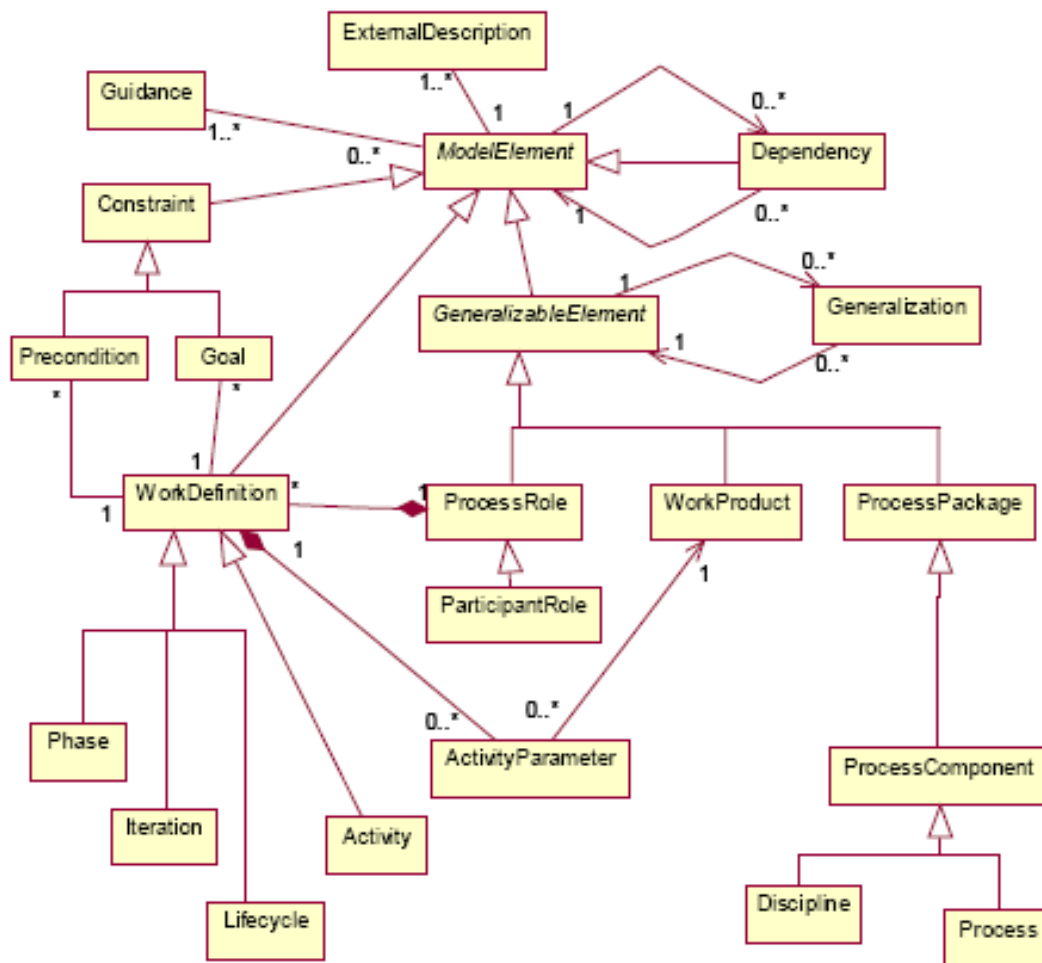 ExternalDescription
1..*
Guidance
1..*
1
1
0..*
0..*
ModelElement
Dependency
Constraint
1
0..*
1
0..*
GeneralizableElement
Generalization
1
0..*
Precondition
Goal
*
*
1
WorkDefinition
1
*
1
ProcessRole
WorkProduct
ProcessPackage
1
1
ParticipantRole
0..*
0..*
Phase
ActivityParameter
ProcessComponent
Iteration
Activity
Lifecycle
Discipline
Process